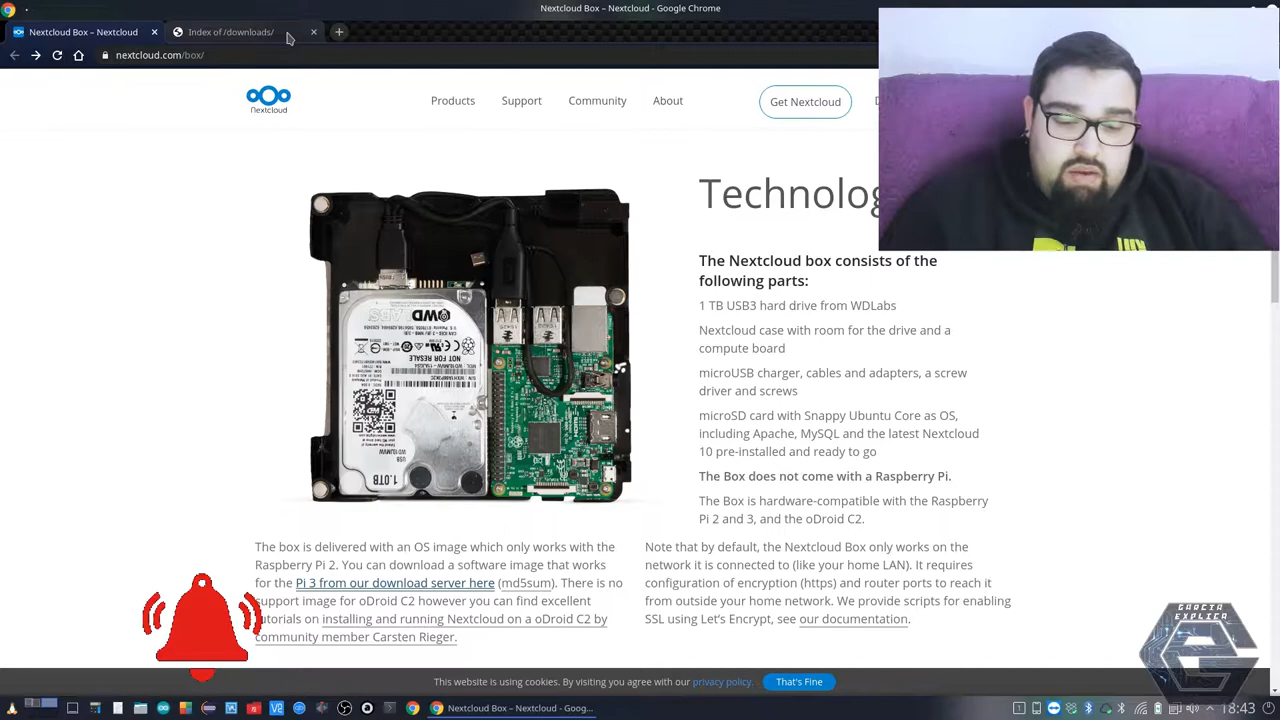 Nextcloud Box – Nextcloud - Google Chrome
Nextcloud Box – Nextcloud
Index of /downloads/
nextcloud.com/box/
Nextcloud
Products
Support
Community
About
Get Nextcloud
D
Technolog
The Nextcloud box consists of the
following parts:
1 TB USB3 hard drive from WDLabs
Nextcloud case with room for the drive and a
compute board
microUSB charger, cables and adapters, a screw
driver and screws
microSD card with Snappy Ubuntu Core as OS,
including Apache, MySQL and the latest Nextcloud
10 pre-installed and ready to go
The Box does not come with a Raspberry Pi.
The Box is hardware-compatible with the Raspberry
Pi 2 and 3, and the oDroid C2.
WD
NOT FOR RESALE
1.0TB
The box is delivered with an OS image which only works with the
Raspberry Pi 2. You can download a software image that works
for the Pi 3 from our download server here (md5sum). There is no
support image for oDroid C2 however you can find excellent
tutorials on installing and running Nextcloud on a oDroid C2 by
community member Carsten Rieger.
Note that by default, the Nextcloud Box only works on the
network it is connected to (like your home LAN). It requires
configuration of encryption (https) and router ports to reach it
from outside your home network. We provide scripts for enabling
SSL using Let's Encrypt, see our documentation.
GARCIA
EXPLICA
This website is using cookies. By visiting you agree with our privacy policy.
That's Fine
Nextcloud Box – Nextcloud - Goog...
18:43